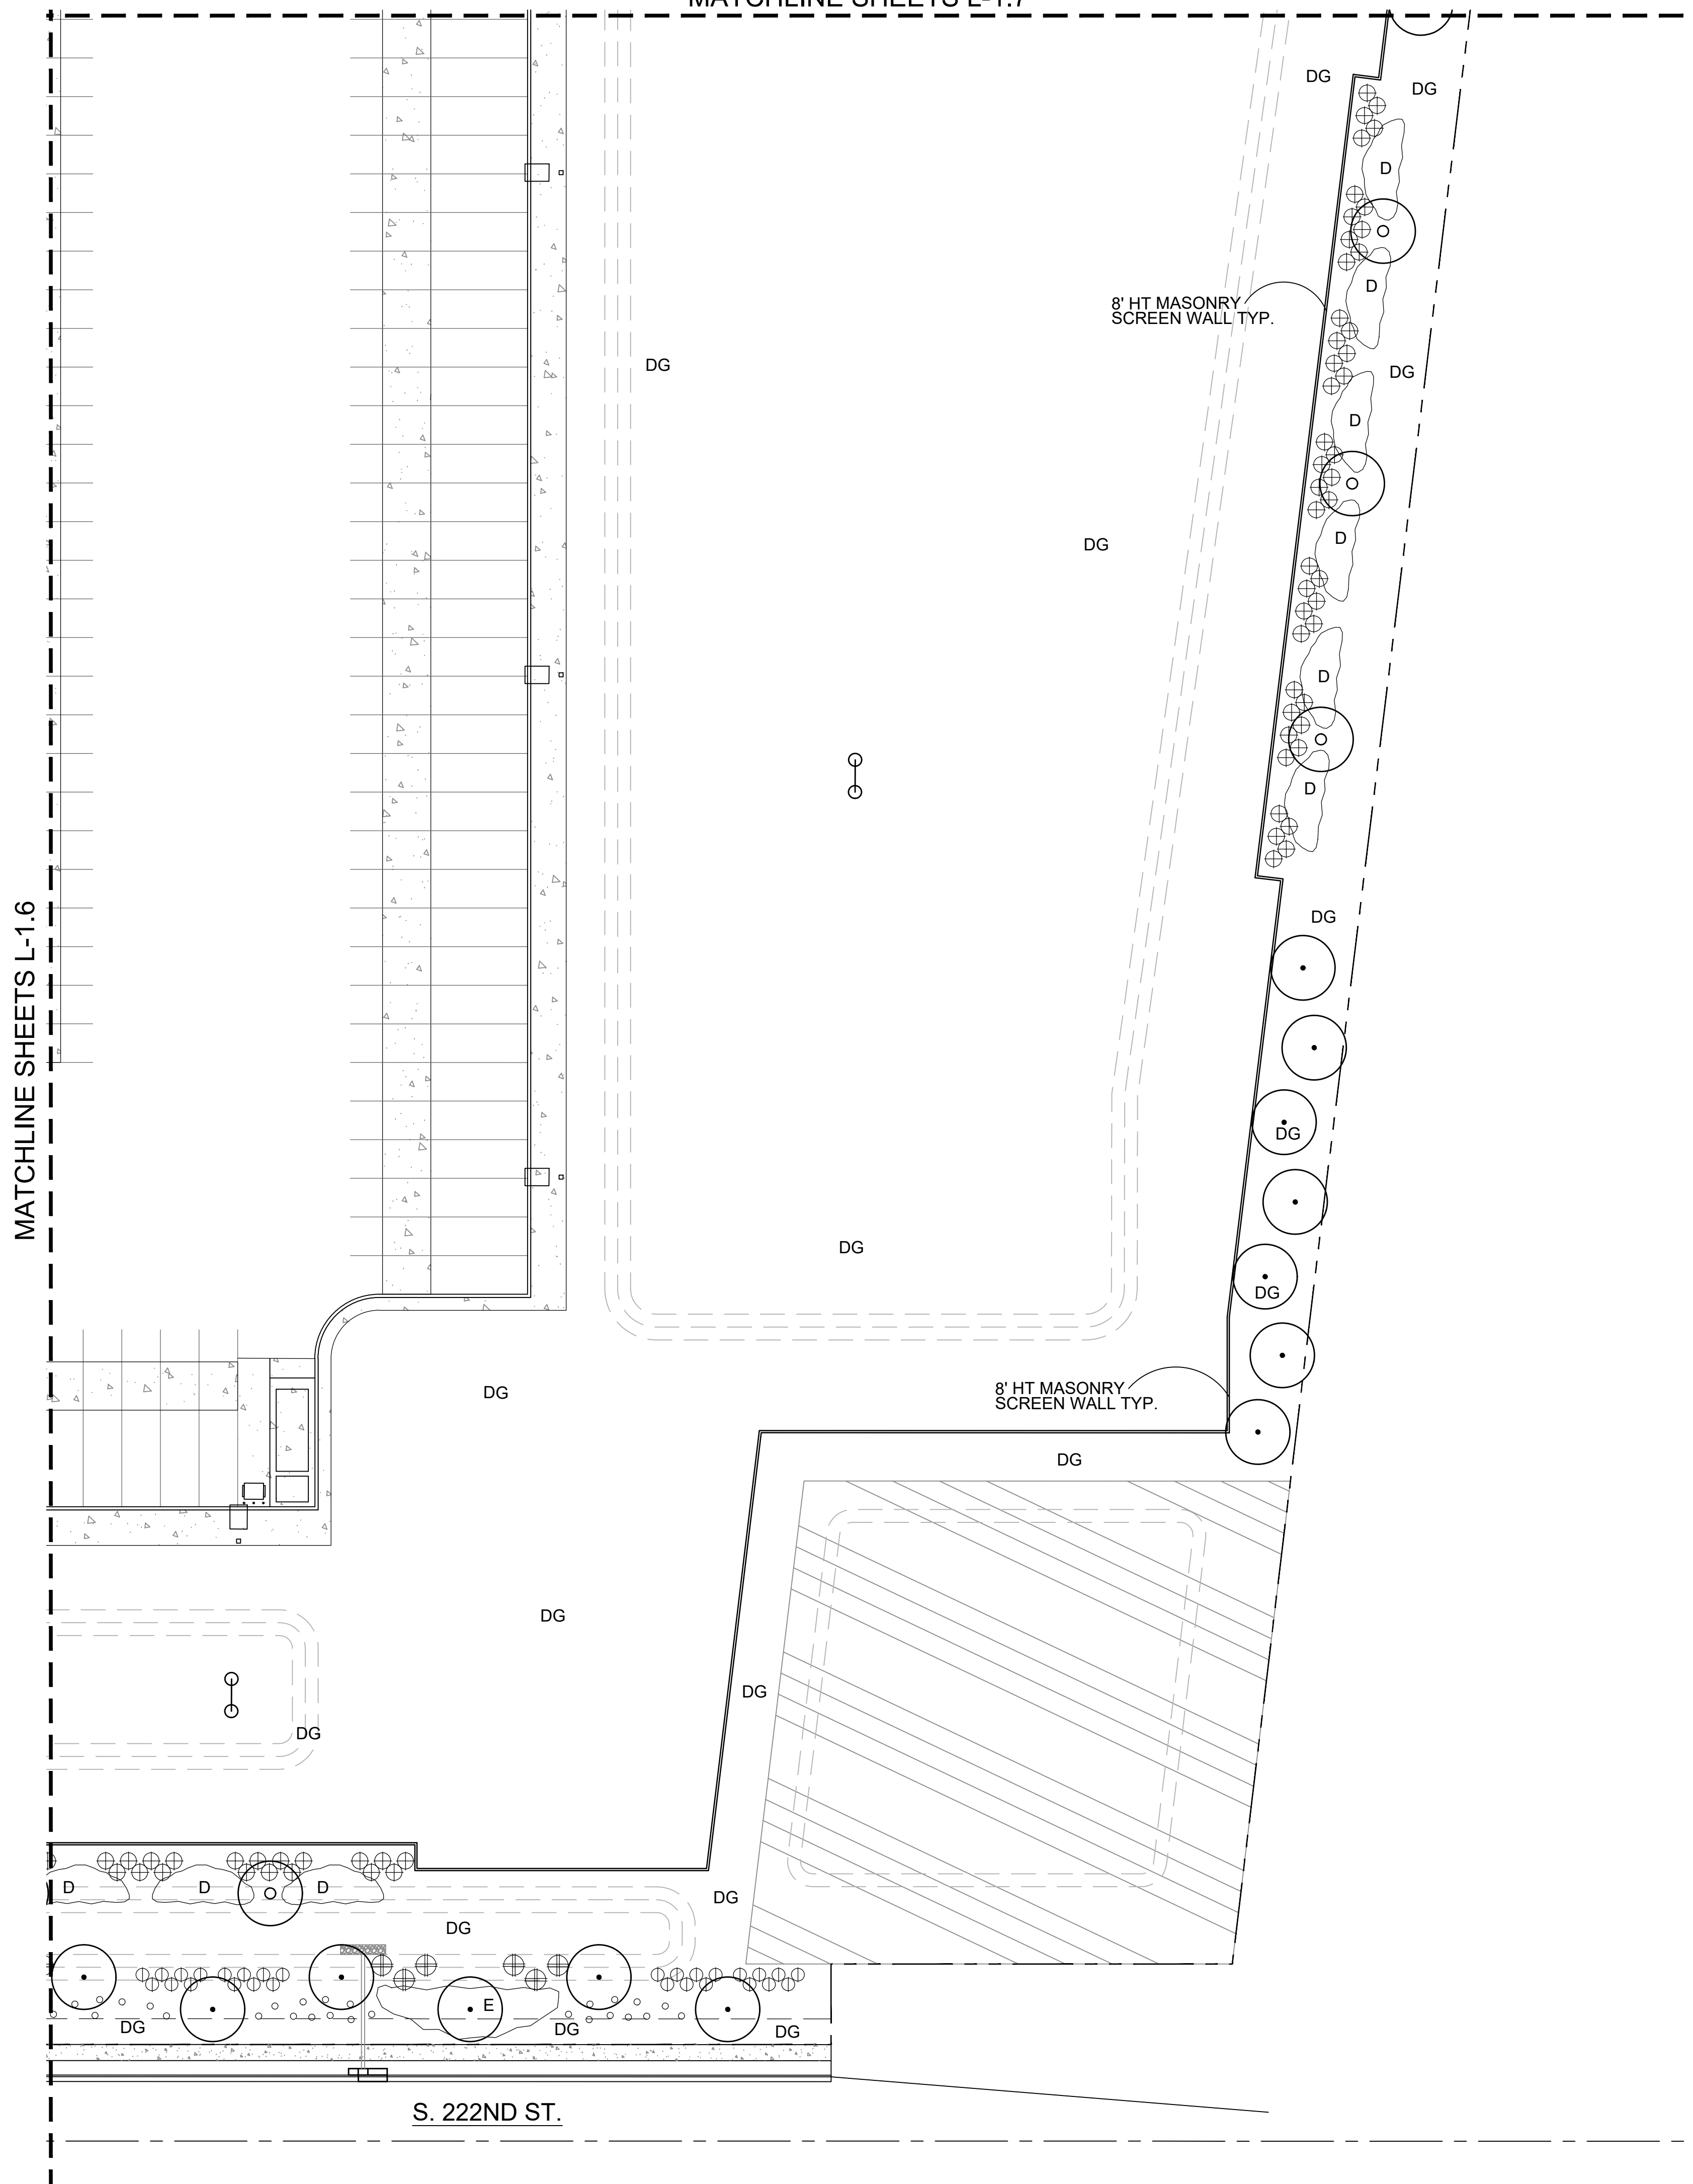 MATCHLINE SHEETS L-1.7
DG
DG
D
D
8' HT MASONRY
SCREEN WALL TYP.
DG
DG
D
D
DG
D
D
MATCHLINE SHEETS L-1.6
DG
DG
DG
DG
DG
8' HT MASONRY
SCREEN WALL TYP.
DG
DG
DG
DG
D
D
D
DG
DG
E
DG
DG
DG
S. 222ND ST.